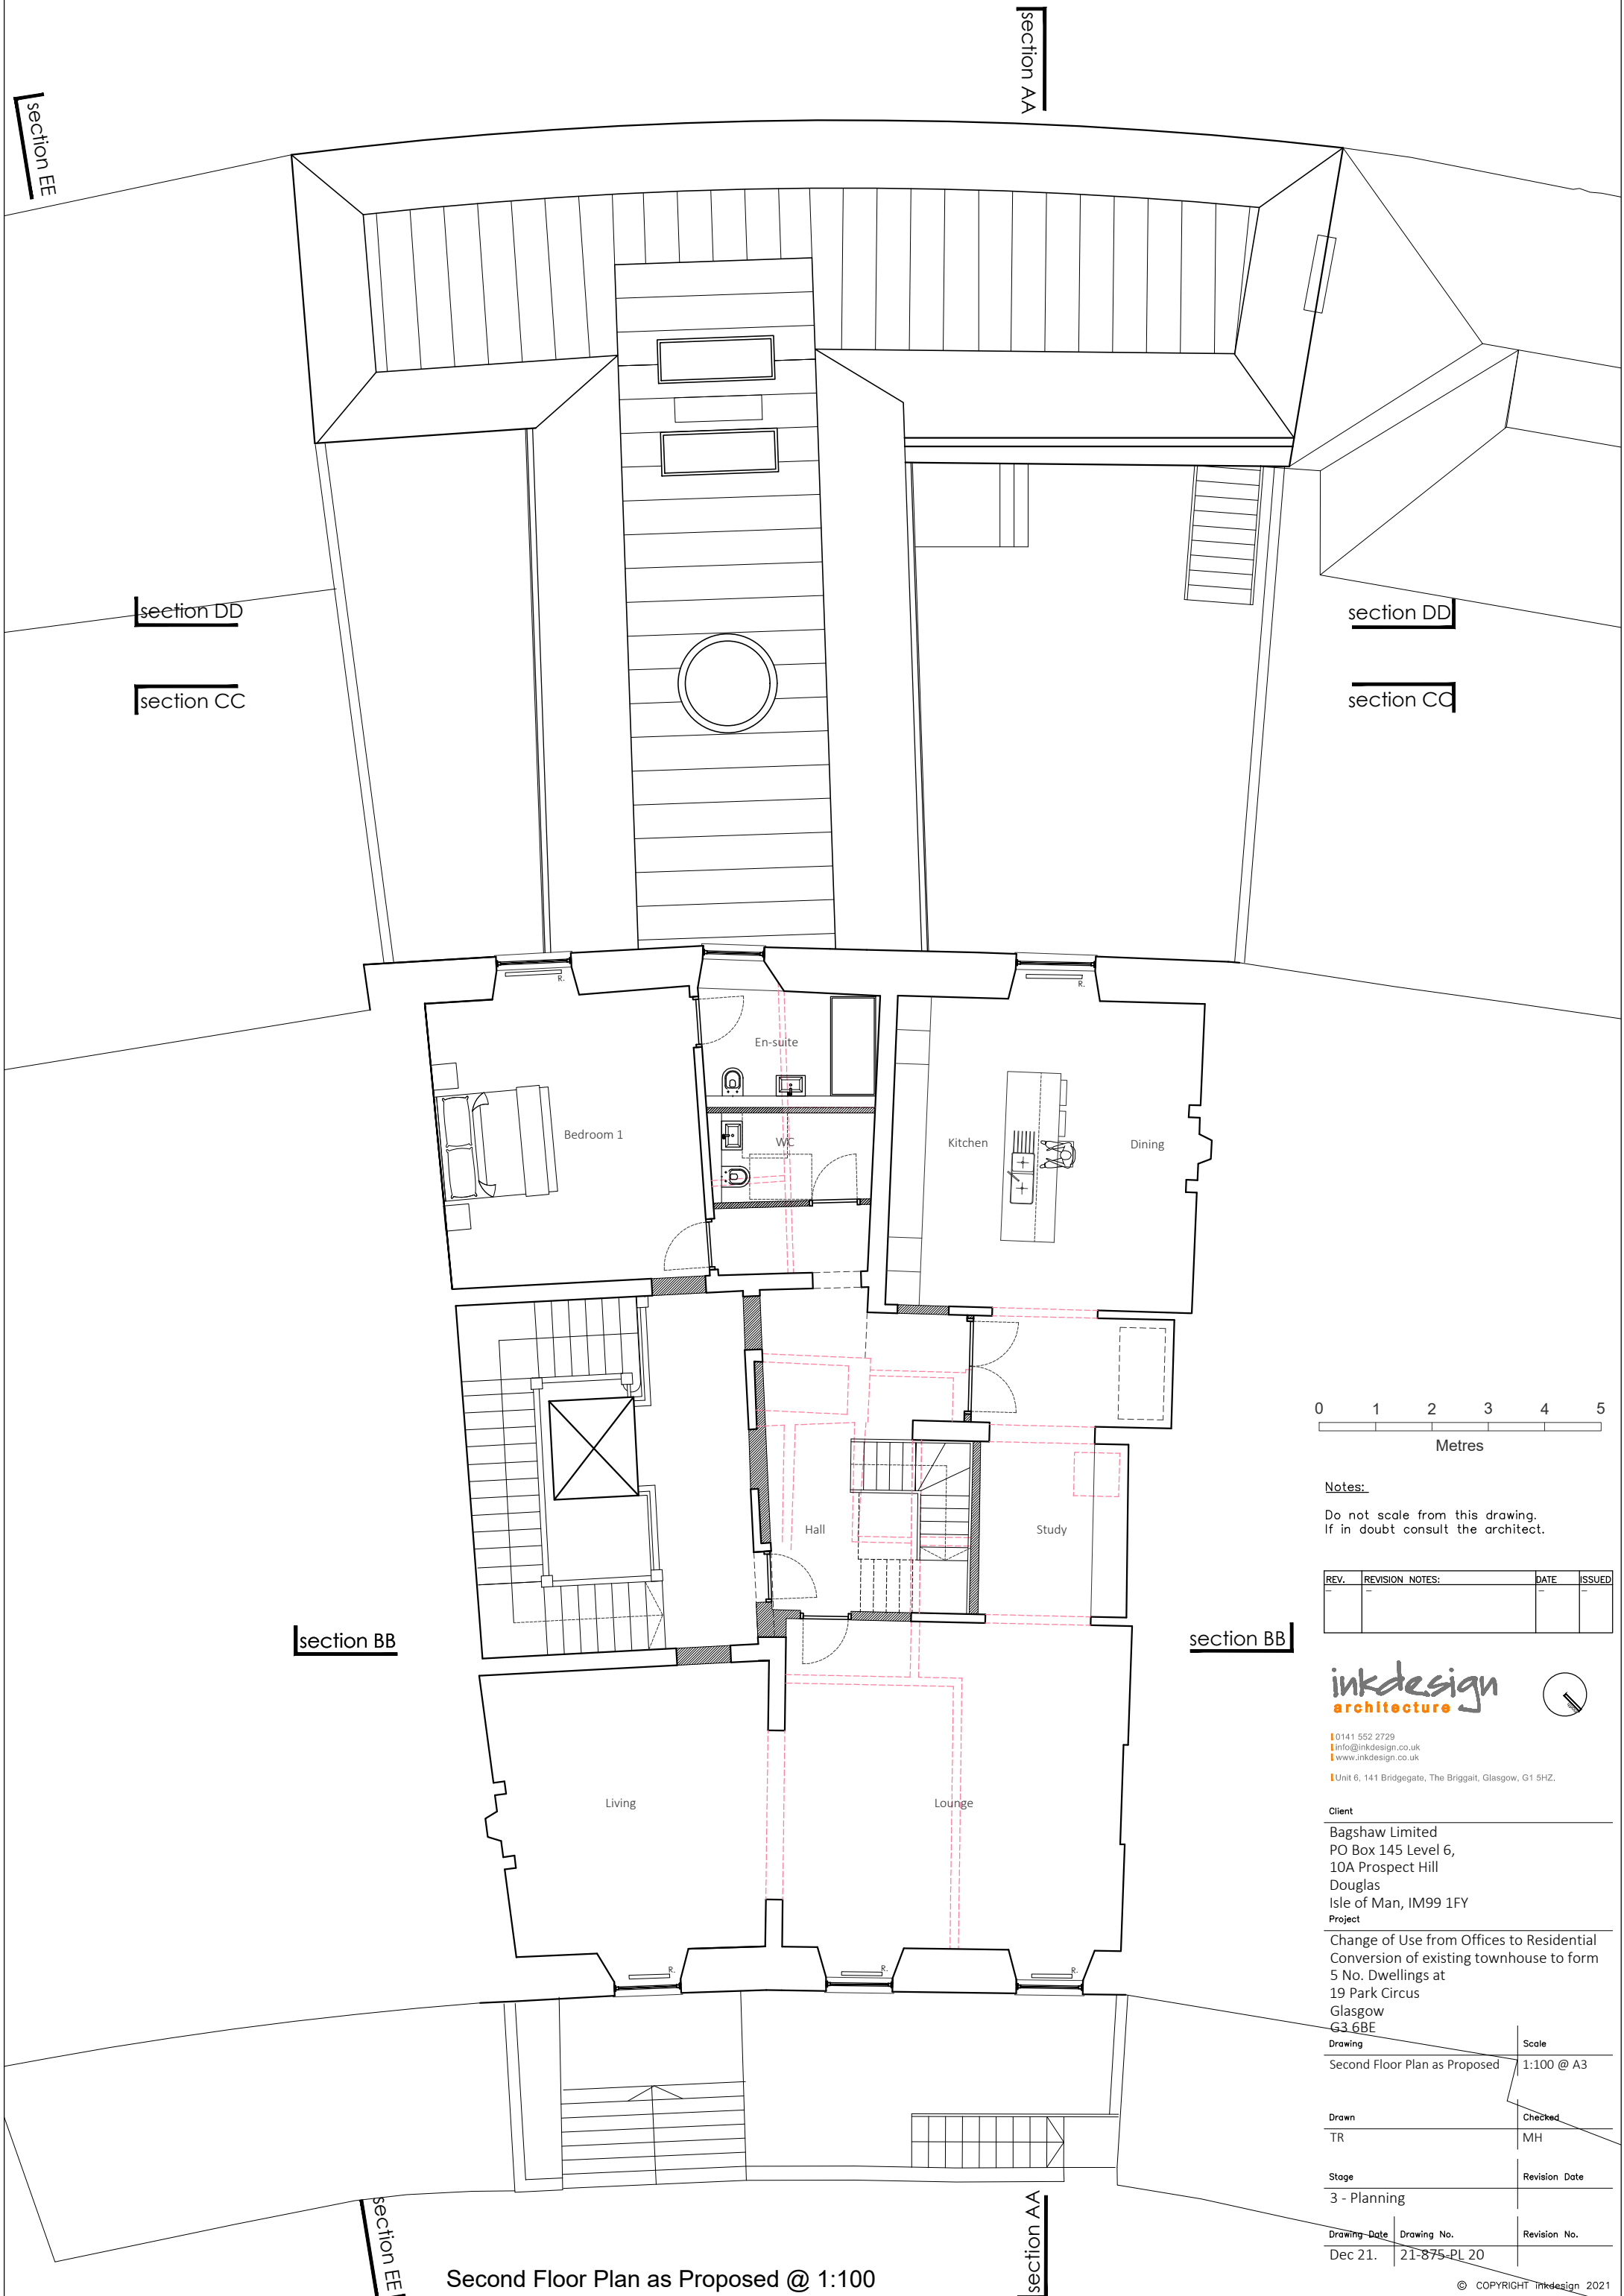 section AA
section EE
section DD
section DD
section CC
section CC
R.
R.
En-suite
Bedroom 1
WC
Kitchen
Dining
0 1 2 3 4 5
Metres
Notes:
Do not scale from this drawing.
If in doubt consult the architect.
Hall
Study
REV. REVISION NOTES: DATE ISSUED
– – – –
section BB
section BB
inkdesign
architecture
0141 552 2729
info@inkdesign.co.uk
www.inkdesign.co.uk
Unit 6, 141 Bridgegate, The Briggait, Glasgow, G1 5HZ.
Living
Lounge
Client
Bagshaw Limited
PO Box 145 Level 6,
10A Prospect Hill
Douglas
Isle of Man, IM99 1FY
Project
Change of Use from Offices to Residential
Conversion of existing townhouse to form
5 No. Dwellings at
19 Park Circus
Glasgow
G3 6BE
R.
R.
R.
Drawing Scale
Second Floor Plan as Proposed 1:100 @ A3
Drawn Checked
TR MH
Stage Revision Date
3 - Planning
Drawing Date Drawing No. Revision No.
Dec 21. 21-875-PL 20
section EE
section AA
Second Floor Plan as Proposed @ 1:100
© COPYRIGHT inkdesign 2021